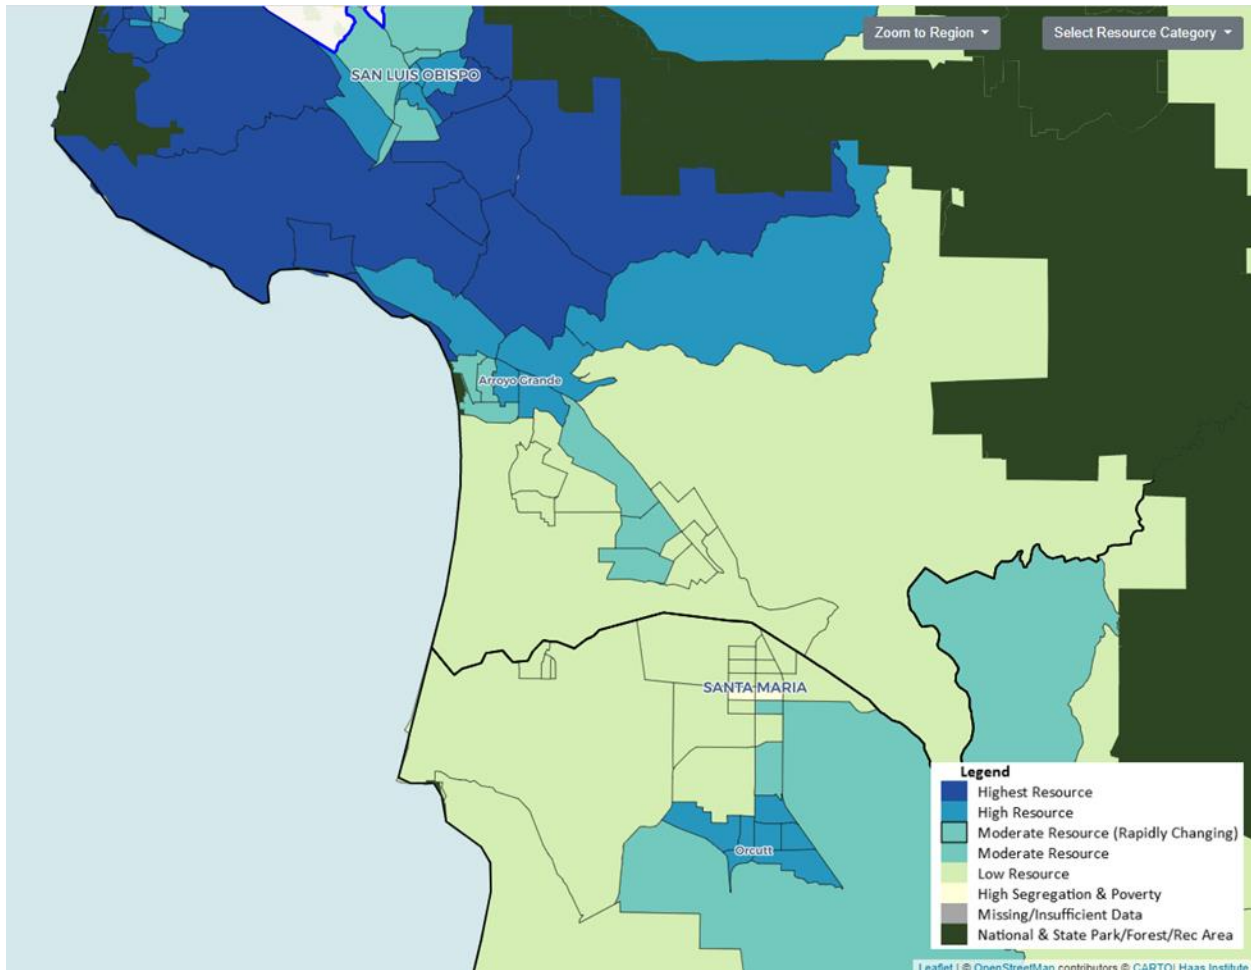 Zoom to Region
Select Resource Category
SAN LUIS OBISPO
Arroyo Grande
SANTA MARIA
Orcutt
Legend
Highest Resource
High Resource
Moderate Resource (Rapidly Changing)
Moderate Resource
Low Resource
High Segregation & Poverty
Missing/Insufficient Data
National & State Park/Forest/Rec Area
Leaflet | © OpenStreetMap contributors © CARTO| Haas Institute